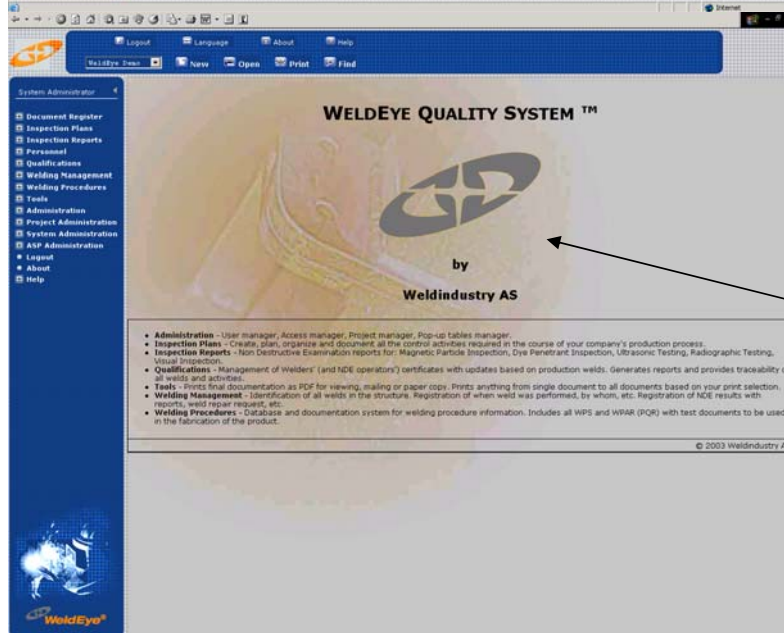 Internet
Logout Language About Help
WeldEye Demo New Open Print Find
System Administrator
Document Register
Inspection Plans
Inspection Reports
Personnel
Qualifications
Welding Management
Welding Procedures
Tools
Administration
Project Administration
System Administration
ASP Administration
Logout
About
Help
WELDEYE QUALITY SYSTEM ™
by
Weldindustry AS
• Administration - User manager, Access manager, Project manager, Pop-up tables manager.
• Inspection Plans - Create, plan, organize and document all the control activities required in the course of your company's production process.
• Inspection Reports - Non Destructive Examination reports for: Magnetic Particle Inspection, Dye Penetrant Inspection, Ultrasonic Testing, Radiographic Testing,
Visual Inspection.
• Qualifications - Management of Welders' (and NDE operators') certificates with updates based on production welds. Generates reports and provides traceability o
all welds and activities.
• Tools - Prints final documentation as PDF for viewing, mailing or paper copy. Prints anything from single document to all documents based on your print selection.
• Welding Management - Identification of all welds in the structure. Registration of when weld was performed, by whom, etc. Registration of NDE results with
reports, weld repair request, etc.
• Welding Procedures - Database and documentation system for welding procedure information. Includes all WPS and WPAR (PQR) with test documents to be used
in the fabrication of the product.
© 2003 Weldindustry A
WeldEye®